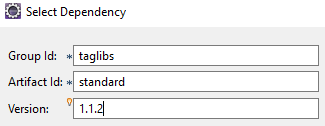 Select Dependency
Group Id: * taglibs
Artifact Id: * standard
Version: 1.1.2